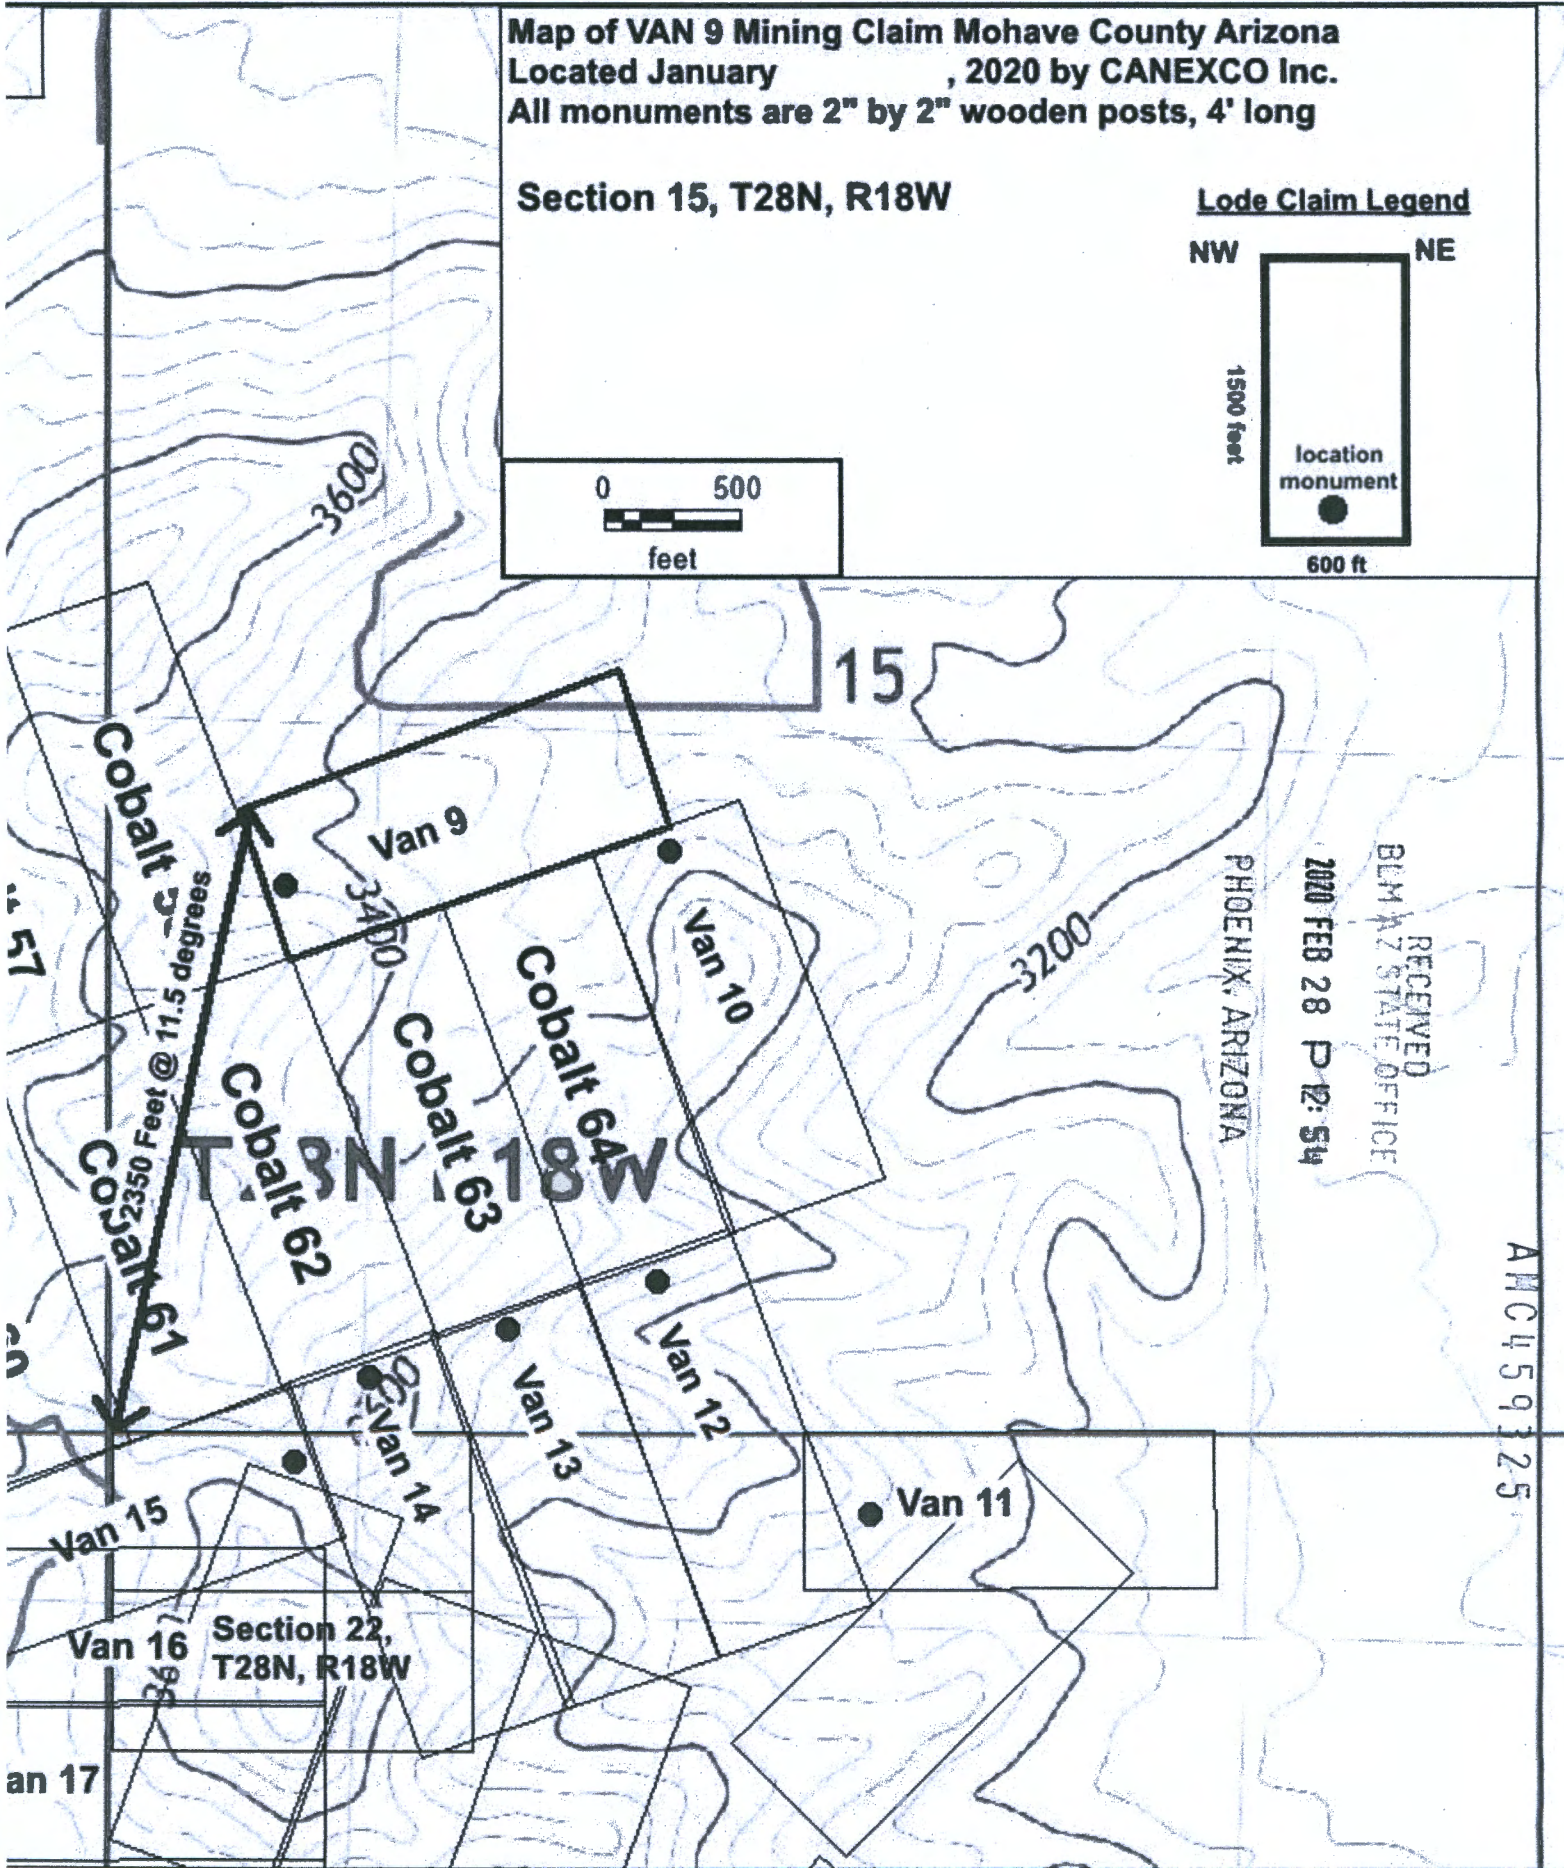 Map of VAN 9 Mining Claim Mohave County Arizona
Located January , 2020 by CANEXCO Inc.
All monuments are 2" by 2" wooden posts, 4' long
Section 15, T28N, R18W
Lode Claim Legend
NW
NE
1500 feet
location
monument
600 ft
0 500
feet
3600
15
Cobalt
Van 9
3400
57
2350 Feet @ 11.5 degrees
Van 10
3200
Cobalt 61
Cobalt 62
Cobalt 63
Cobalt 64
18W
RECEIVED
BLM AZ STATE OFFICE
2020 FEB 28 P 12: 54
PHOENIX, ARIZONA
AMC459325
Van 12
Van 13
Van 14
Van 11
Van 15
Van 16
Section 22,
T28N, R18W
an 17